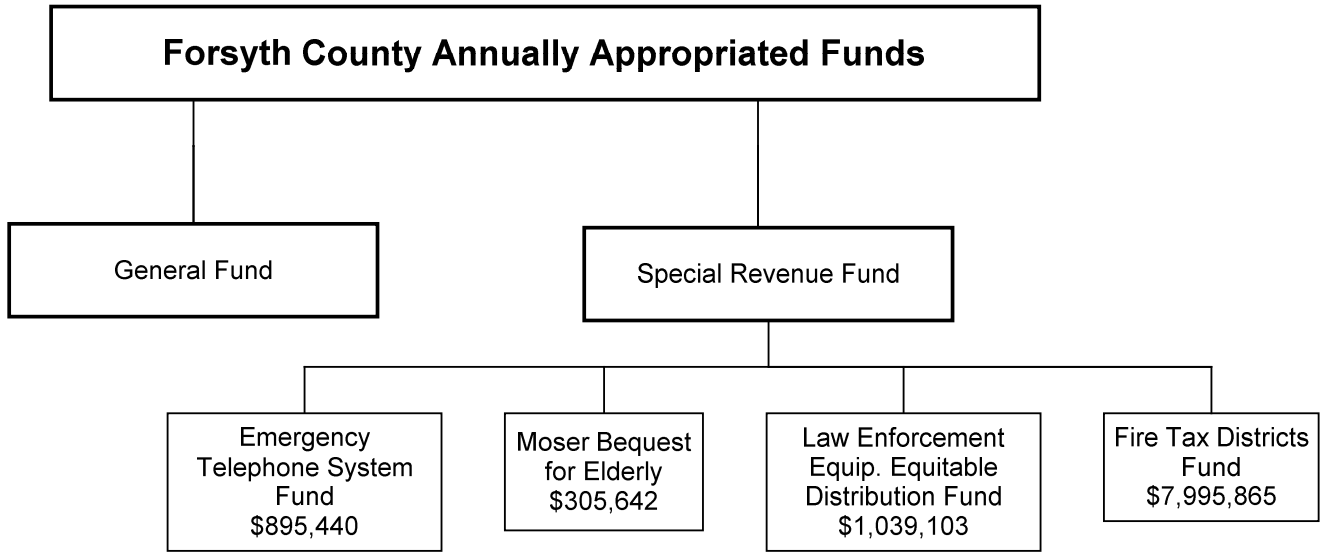 Forsyth County Annually Appropriated Funds
General Fund
Special Revenue Fund
Emergency
Telephone System
Fund
$895,440
Moser Bequest
for Elderly
$305,642
Law Enforcement
Equip. Equitable
Distribution Fund
$1,039,103
Fire Tax Districts
Fund
$7,995,865